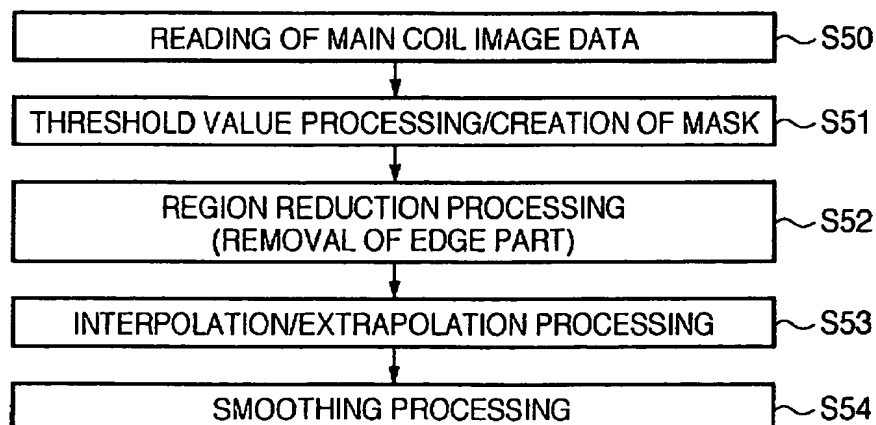 READING OF MAIN COIL IMAGE DATA S50
THRESHOLD VALUE PROCESSING/CREATION OF MASK S51
REGION REDUCTION PROCESSING
(REMOVAL OF EDGE PART) S52
INTERPOLATION/EXTRAPOLATION PROCESSING S53
SMOOTHING PROCESSING S54